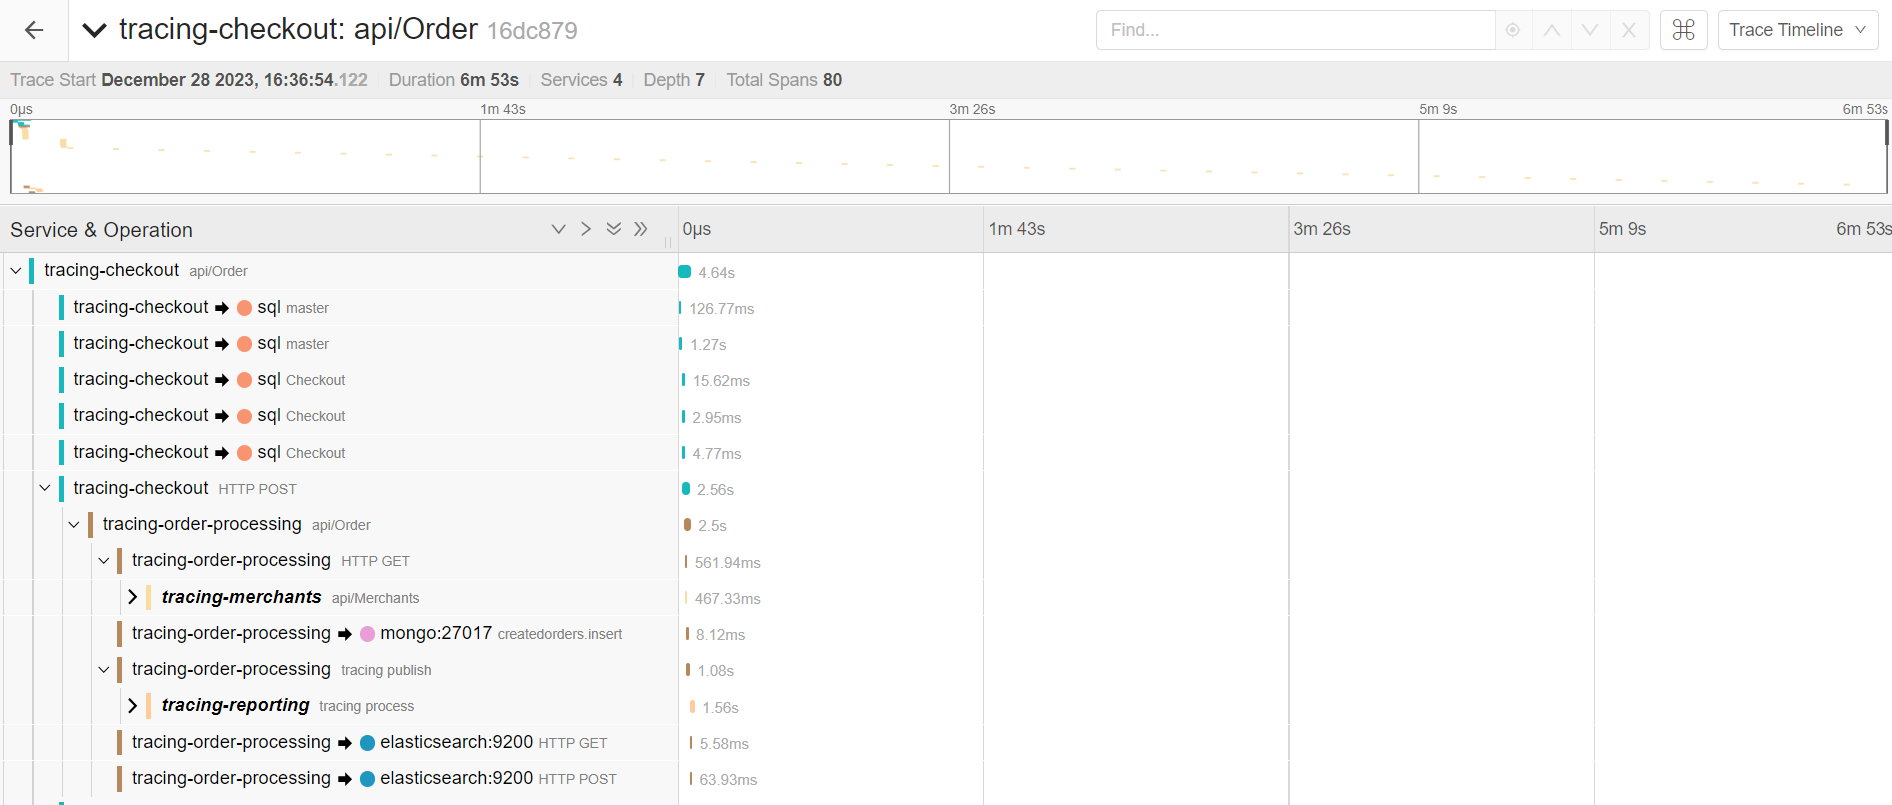 tracing-checkout: api/Order 16dc879
Find...
Trace Timeline
Trace Start December 28 2023, 16:36:54.122 Duration 6m 53s Services 4 Depth 7 Total Spans 80
0μs 1m 43s 3m 26s 5m 9s 6m 53s
Service & Operation 0μs 1m 43s 3m 26s 5m 9s 6m 53s
tracing-checkout api/Order 4.64s
tracing-checkout sql master 126.77ms
tracing-checkout sql master 1.27s
tracing-checkout sql Checkout 15.62ms
tracing-checkout sql Checkout 2.95ms
tracing-checkout sql Checkout 4.77ms
tracing-checkout HTTP POST 2.56s
tracing-order-processing api/Order 2.5s
tracing-order-processing HTTP GET 561.94ms
tracing-merchants api/Merchants 467.33ms
tracing-order-processing mongo:27017 createdorders.insert 8.12ms
tracing-order-processing tracing publish 1.08s
tracing-reporting tracing process 1.56s
tracing-order-processing elasticsearch:9200 HTTP GET 5.58ms
tracing-order-processing elasticsearch:9200 HTTP POST 63.93ms